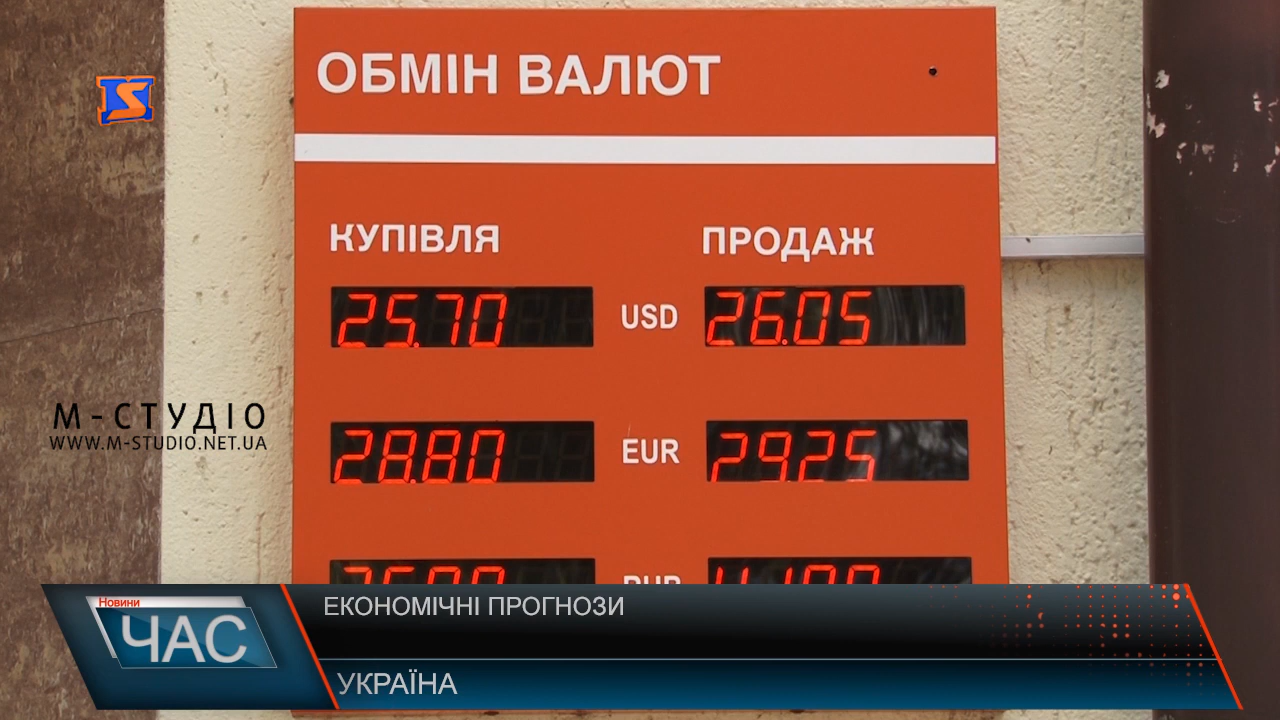 ОБМІН ВАЛЮТ
КУПІВЛЯ ПРОДАЖ
25.70 USD 26.05
28.80 EUR 29.25
М-СТУДІО
WWW.M-STUDIO.NET.UA
Новини
ЧАС
ЕКОНОМІЧНІ ПРОГНОЗИ
УКРАЇНА